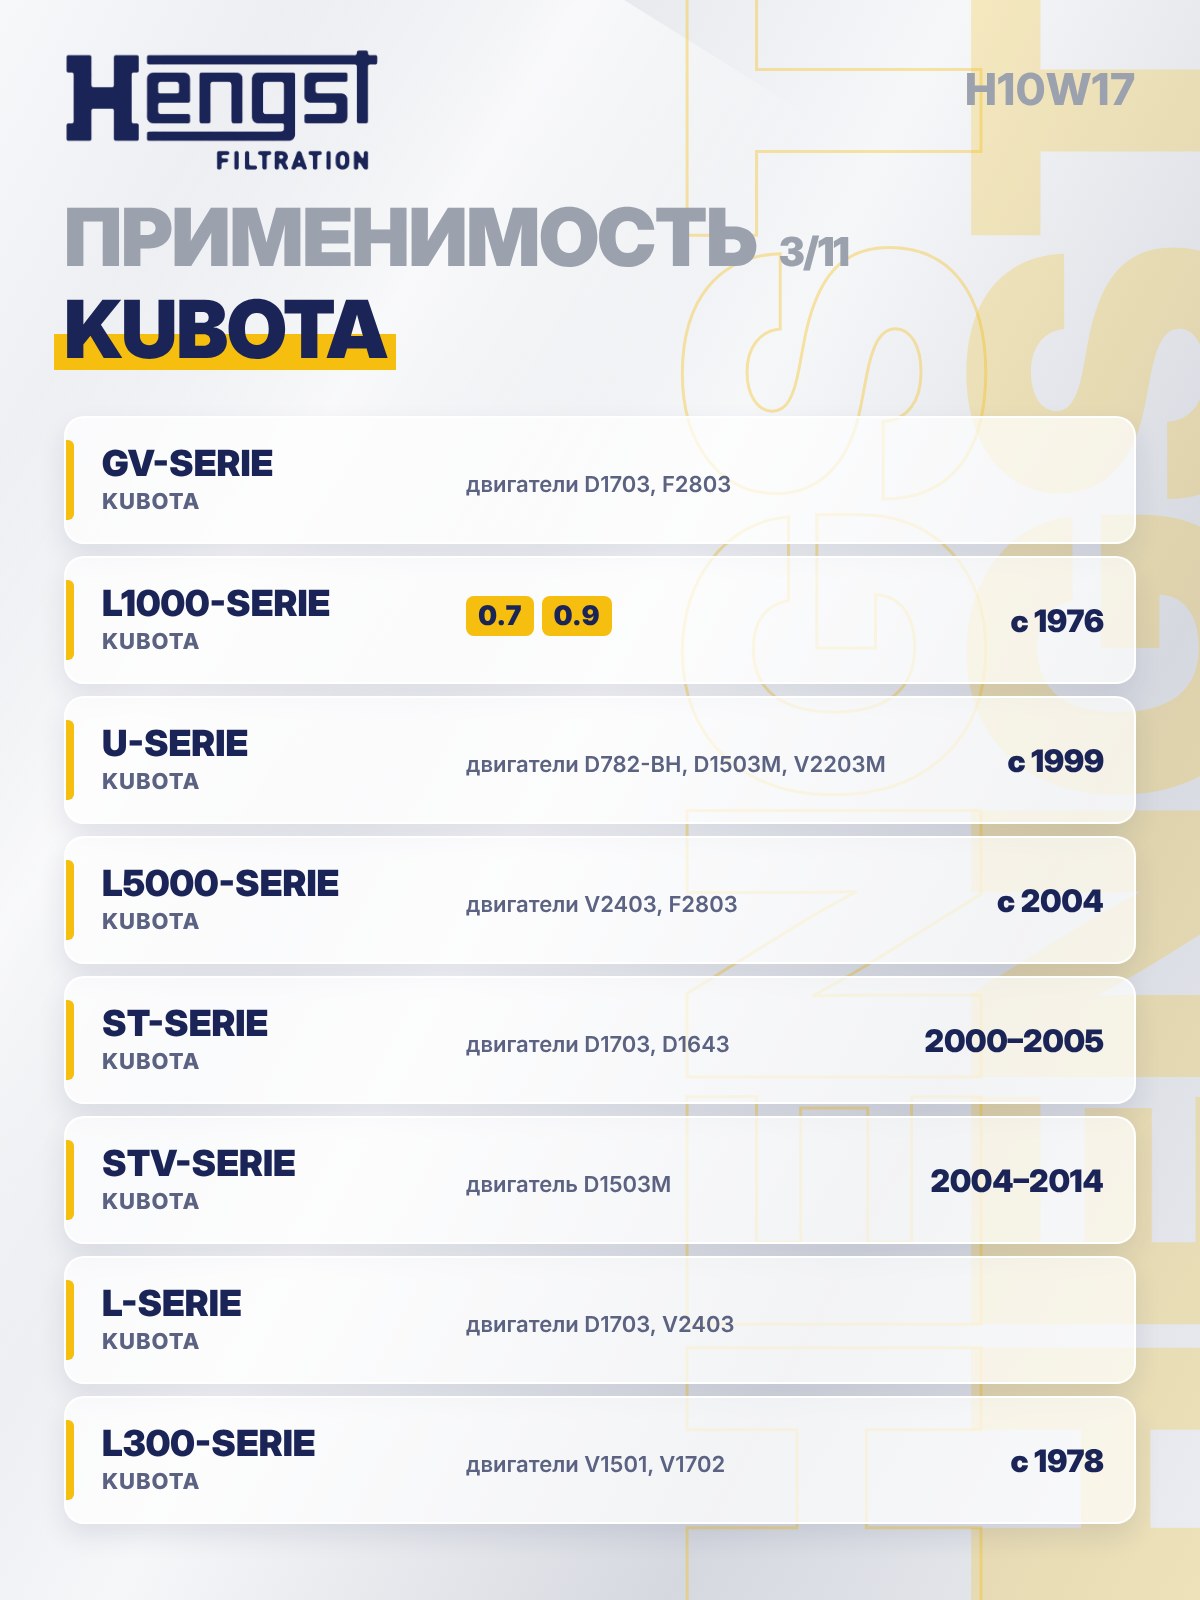 Hengst
FILTRATION
H10W17
ПРИМЕНИМОСТЬ 3/11
KUBOTA
GV-SERIE
KUBOTA
двигатели D1703, F2803
L1000-SERIE
KUBOTA
0.7 0.9
с 1976
U-SERIE
KUBOTA
двигатели D782-BH, D1503M, V2203M
с 1999
L5000-SERIE
KUBOTA
двигатели V2403, F2803
с 2004
ST-SERIE
KUBOTA
двигатели D1703, D1643
2000–2005
STV-SERIE
KUBOTA
двигатель D1503M
2004–2014
L-SERIE
KUBOTA
двигатели D1703, V2403
L300-SERIE
KUBOTA
двигатели V1501, V1702
с 1978
HENGST
HENGST